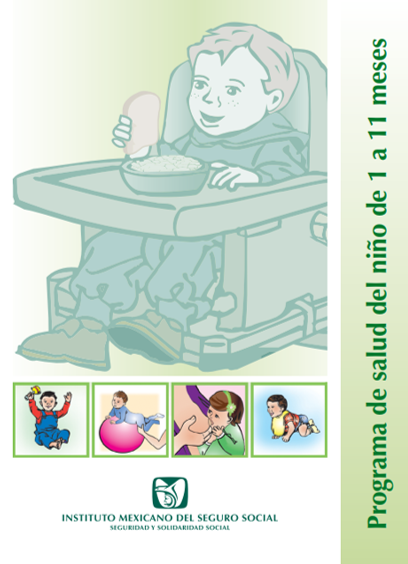 Programa de salud del niño de 1 a 11 meses
INSTITUTO MEXICANO DEL SEGURO SOCIAL
SEGURIDAD Y SOLIDARIDAD SOCIAL